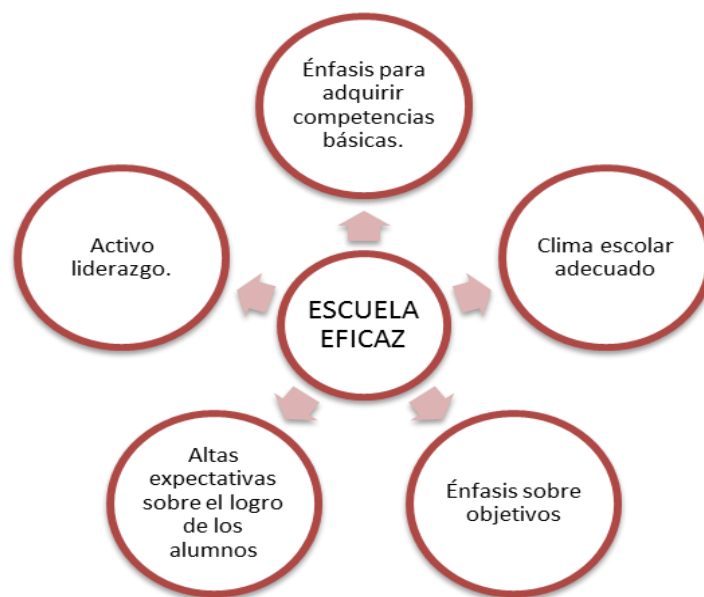 Énfasis para
adquirir
competencias
básicas.
Activo
liderazgo.
Clima escolar
adecuado
ESCUELA
EFICAZ
Altas
expectativas
sobre el logro
de los
alumnos
Énfasis sobre
objetivos